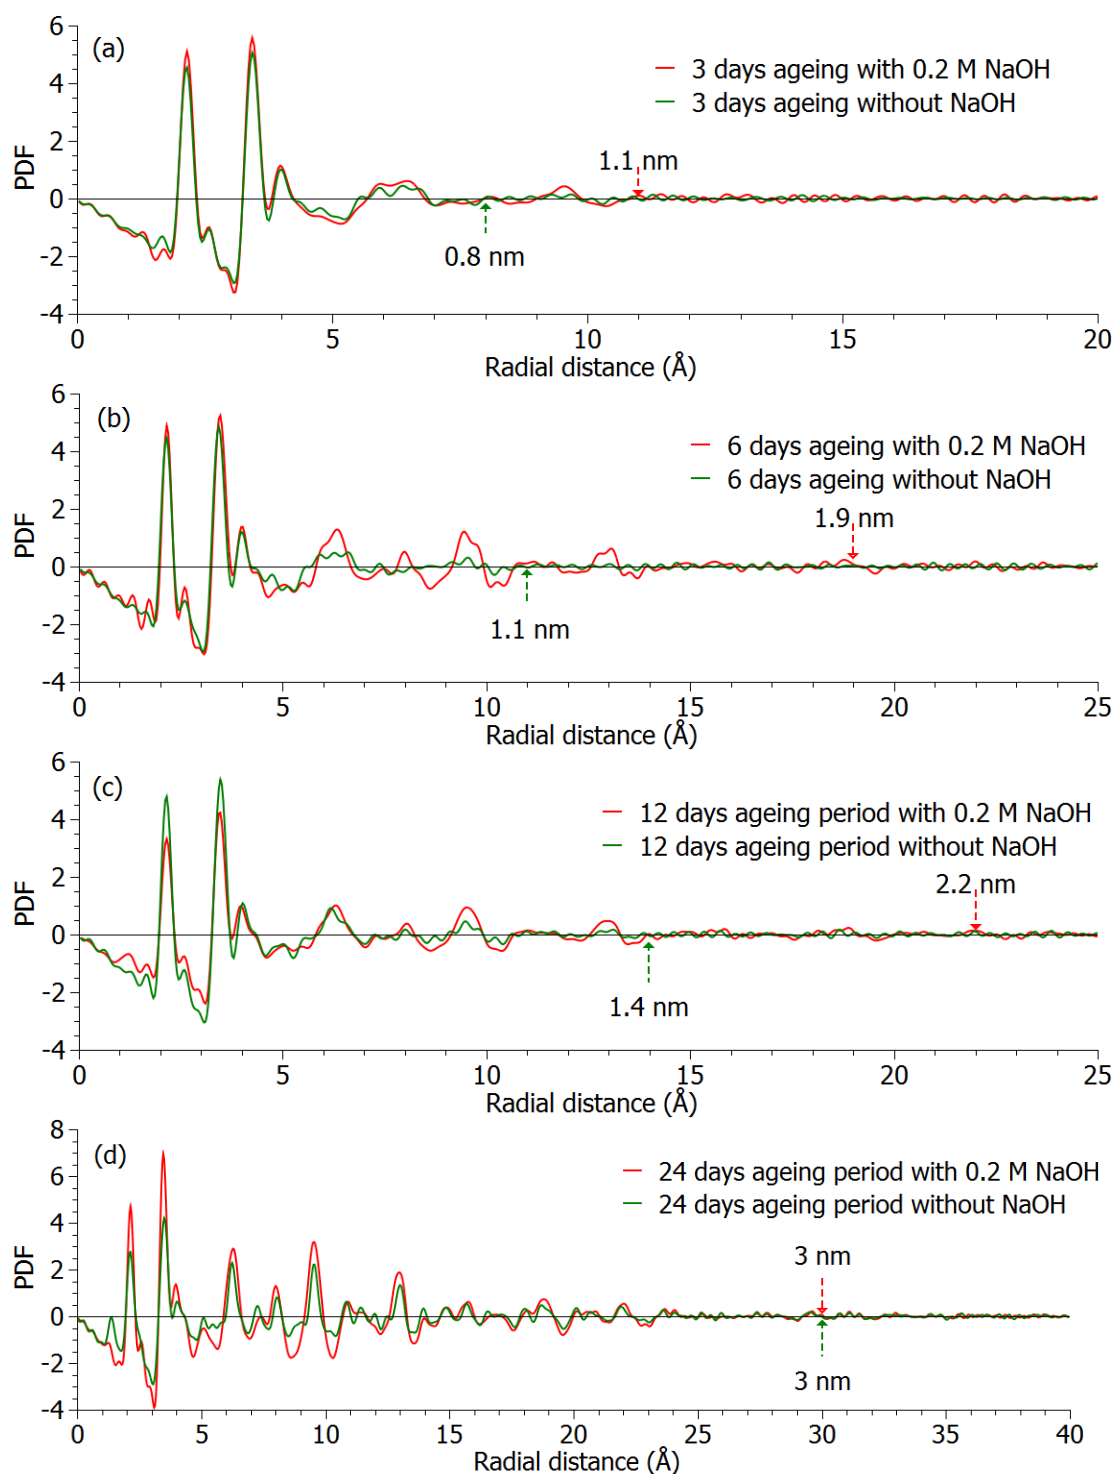 (a)
6
4
2
0
-2
-4
PDF
3 days ageing with 0.2 M NaOH
3 days ageing without NaOH
1.1 nm
0.8 nm
0 5 10 15 20
Radial distance (Å)
(b)
6
4
2
0
-2
-4
PDF
6 days ageing with 0.2 M NaOH
6 days ageing without NaOH
1.9 nm
1.1 nm
0 5 10 15 20 25
Radial distance (Å)
(c)
6
4
2
0
-2
-4
PDF
12 days ageing period with 0.2 M NaOH
12 days ageing period without NaOH
2.2 nm
1.4 nm
0 5 10 15 20 25
Radial distance (Å)
(d)
8
6
4
2
0
-2
-4
PDF
24 days ageing period with 0.2 M NaOH
24 days ageing period without NaOH
3 nm
3 nm
0 5 10 15 20 25 30 35 40
Radial distance (Å)